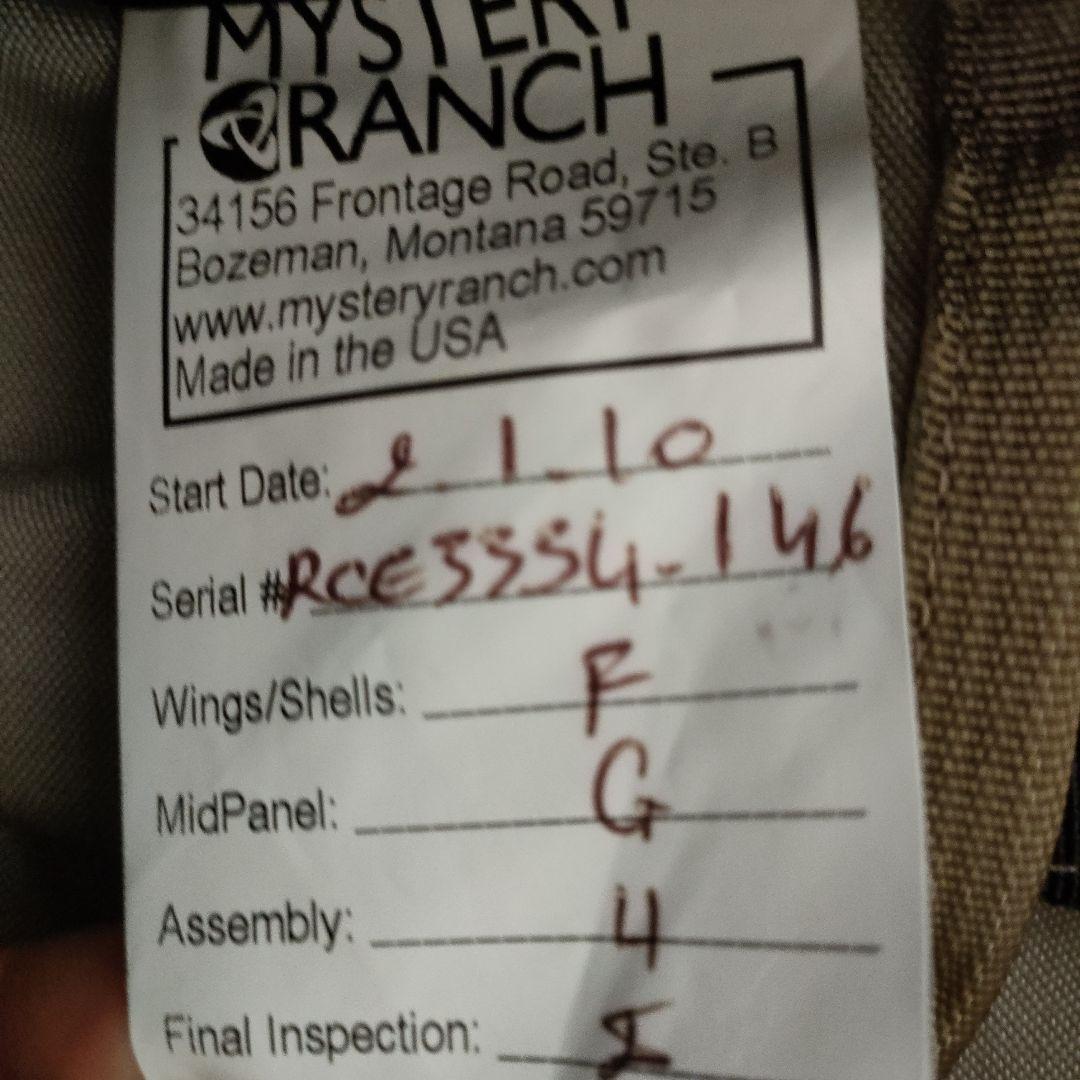 MYSTERY
RANCH
34156 Frontage Road, Ste. B
Bozeman, Montana 59715
www.mysteryranch.com
Made in the USA
Start Date: 2.1.10
Serial # RCE3354-146
Wings/Shells: F
MidPanel: G
Assembly: 4
Final Inspection: